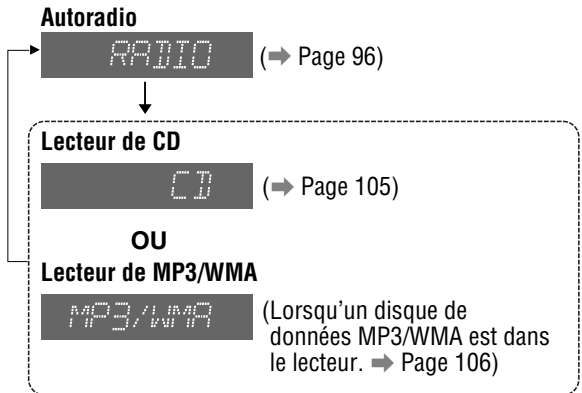 Autoradio
RADIO (➡ Page 96)
Lecteur de CD
CD (➡ Page 105)
OU
Lecteur de MP3/WMA
MP3/WMA (Lorsqu'un disque de
données MP3/WMA est dans
le lecteur. ➡ Page 106)